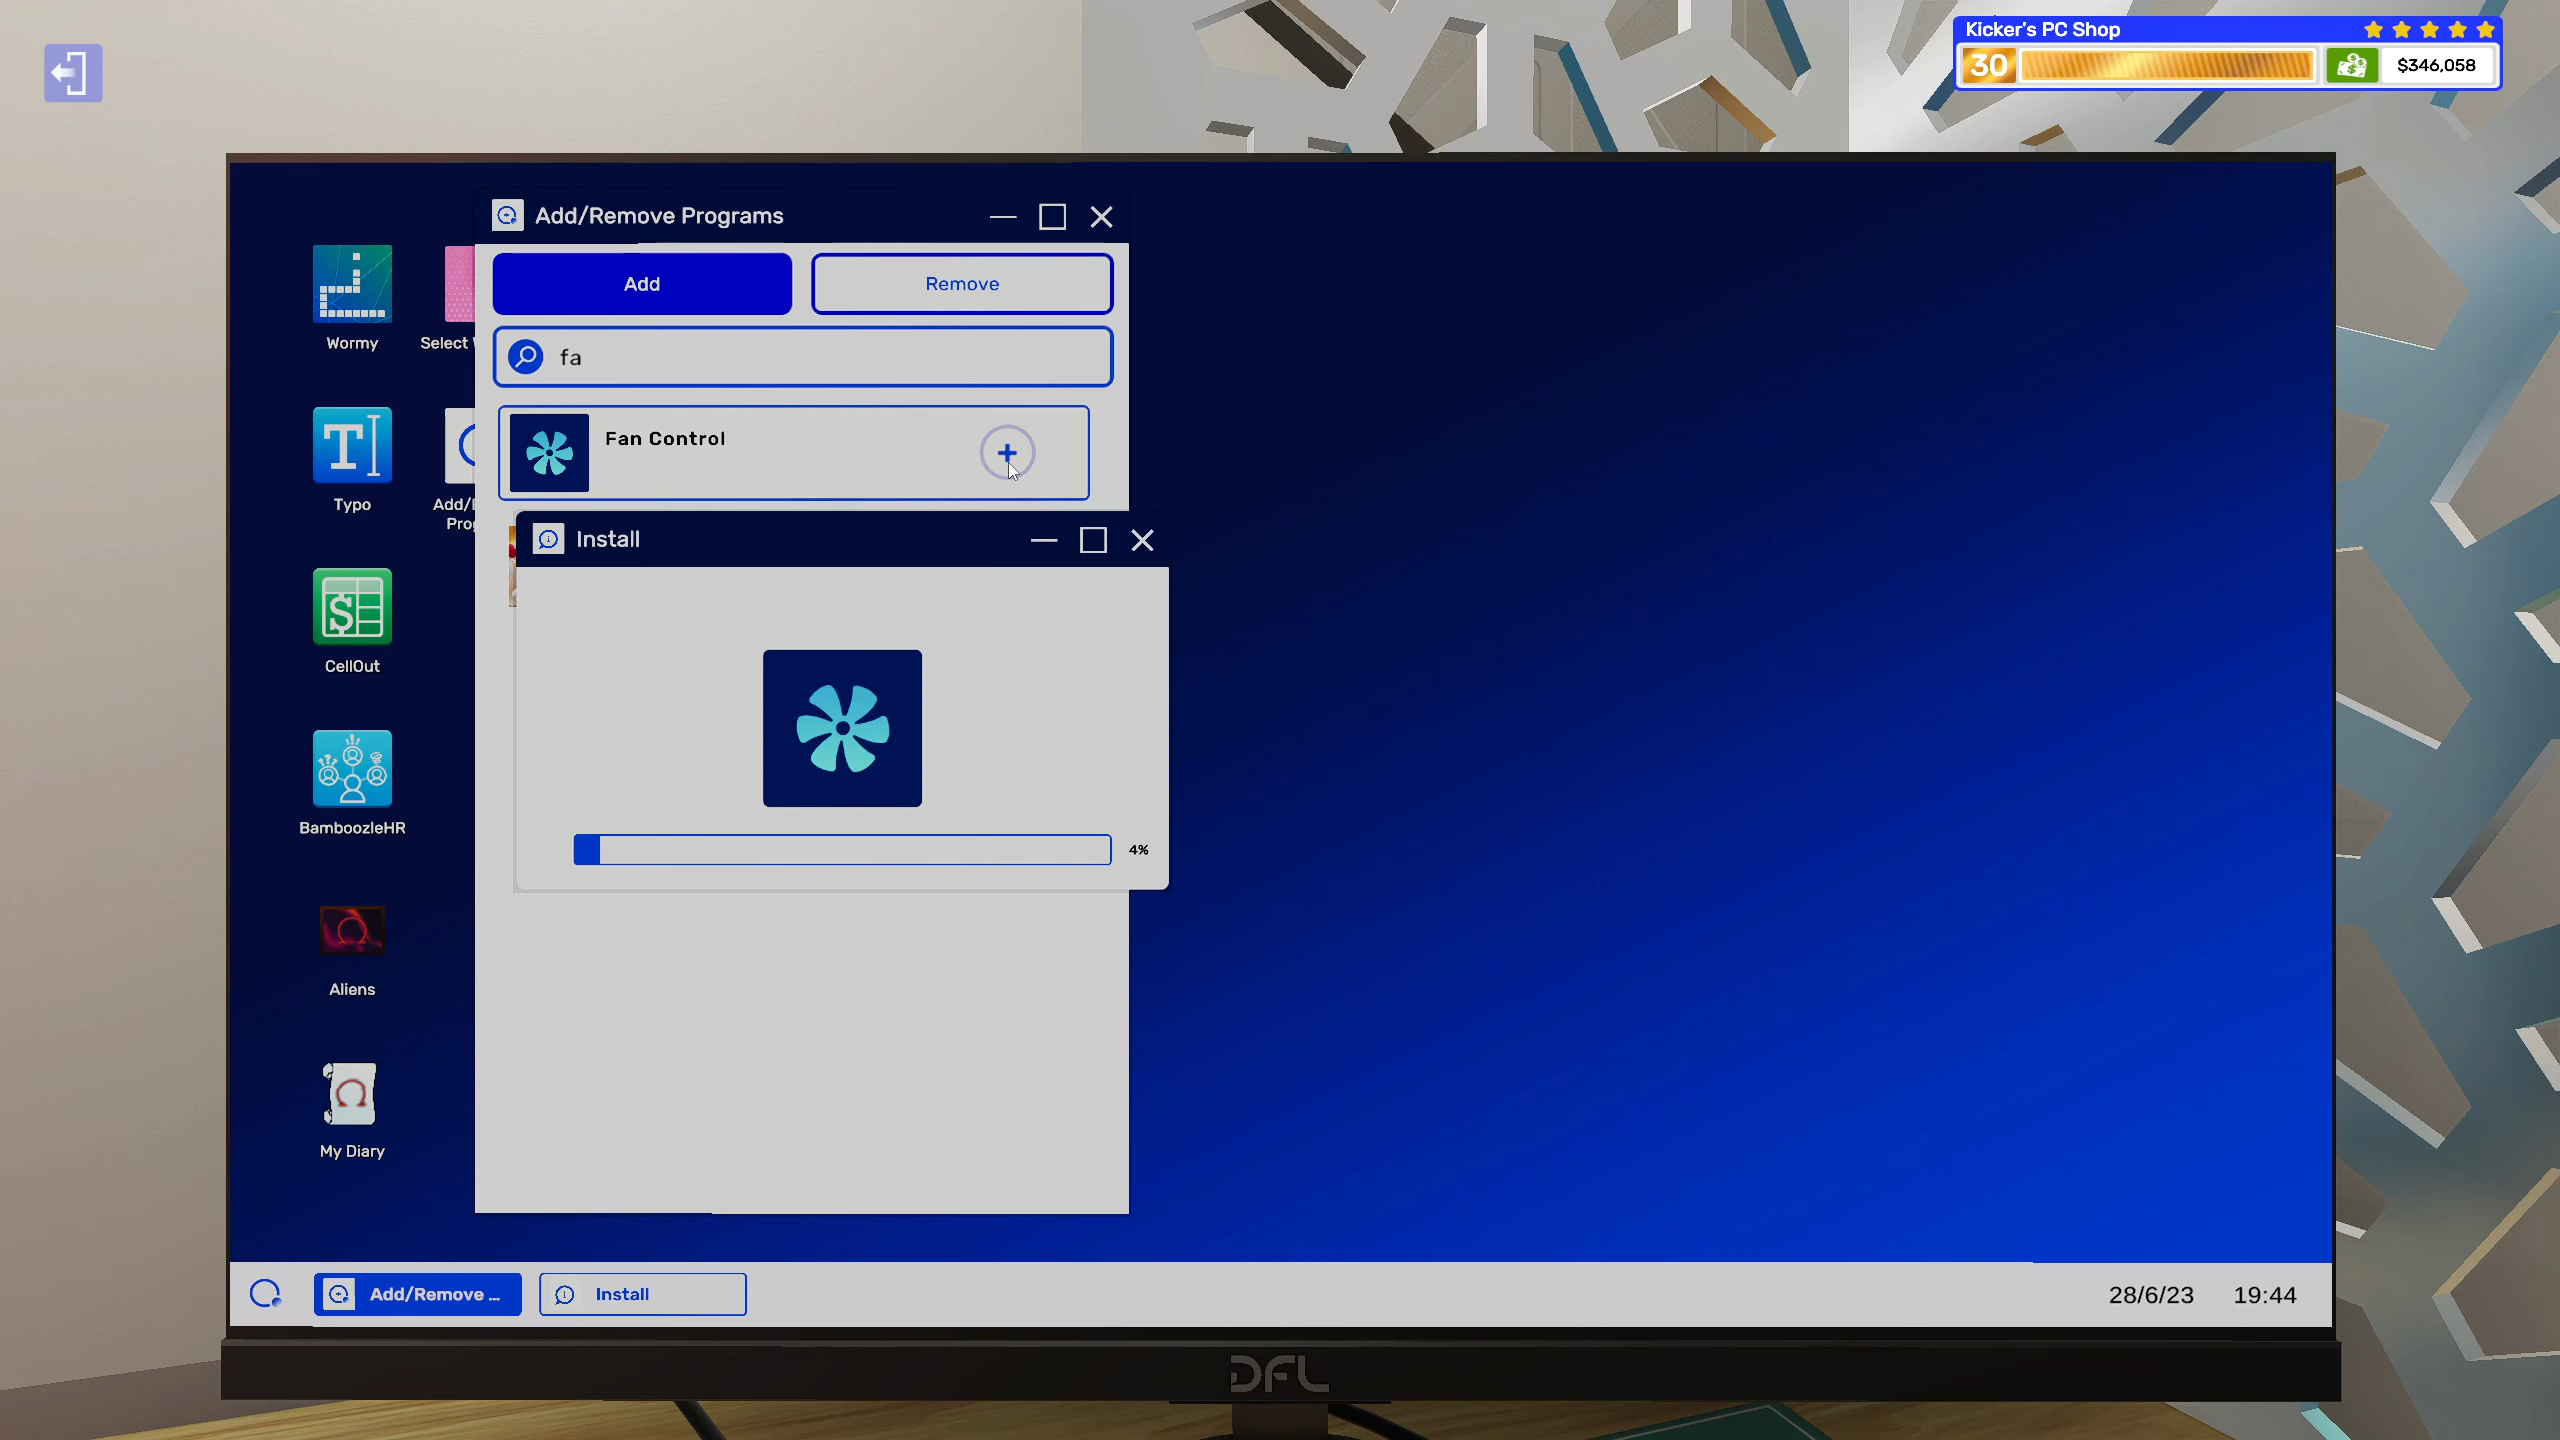 Kicker's PC Shop
30
$346,058
Add/Remove Programs
Add
Remove
fa
Fan Control
Install
4%
Wormy
Select
Typo
Add/
CellOut
BamboozleHR
Aliens
My Diary
Add/Remove ...
Install
28/6/23
19:44
DFL